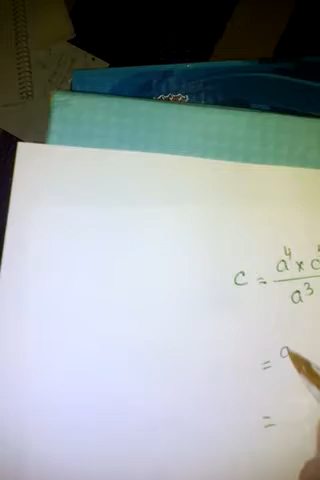 c = a⁴ × c
a³
= a
=